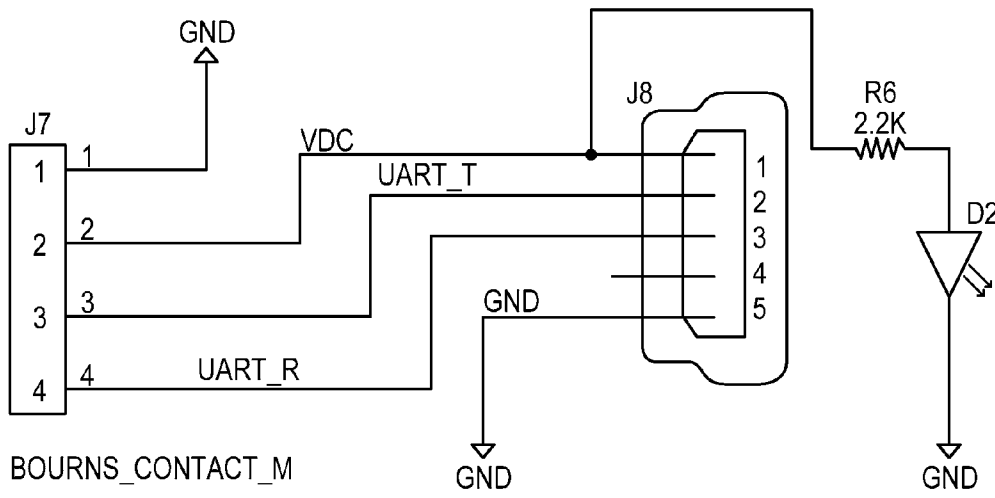 GND
J7
1
1
2
2
3
3
4
4
BOURNS_CONTACT_M
VDC
UART_T
UART_R
GND
GND
J8
1
2
3
4
5
R6
2.2K
D2
GND